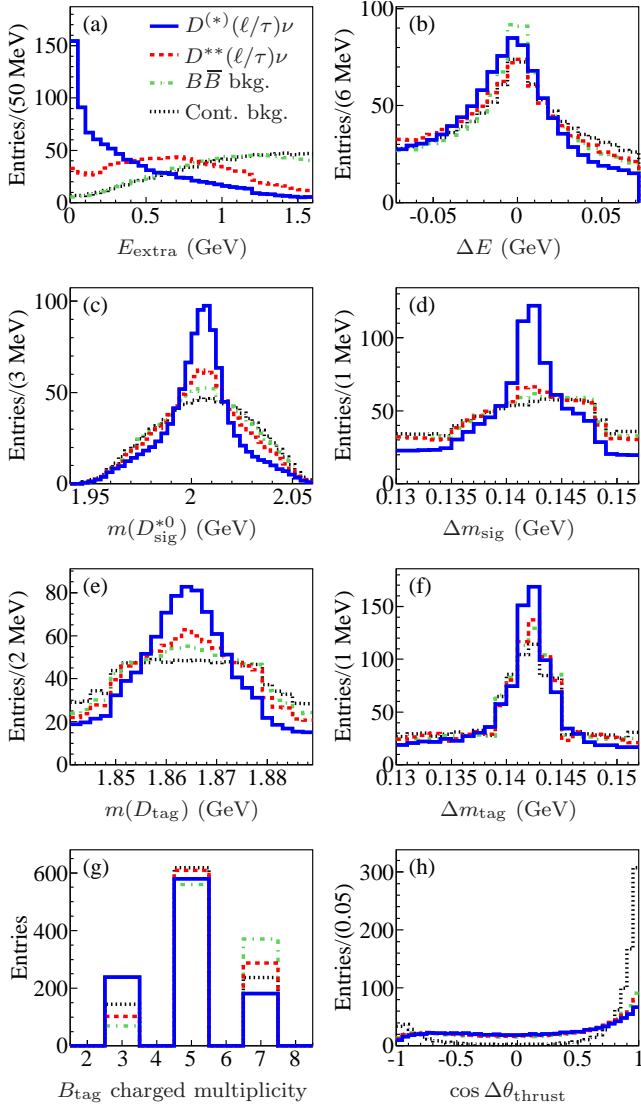 (a)
D^(*)(ℓ/τ)ν
D**(ℓ/τ)ν
BB̅ bkg.
Cont. bkg.
Entries/(50 MeV)
150
100
50
0
0 0.5 1 1.5
E_extra (GeV)
(b)
Entries/(6 MeV)
100
50
0
-0.05 0 0.05
ΔE (GeV)
(c)
Entries/(3 MeV)
100
50
0
1.95 2 2.05
m(D*0_sig) (GeV)
(d)
Entries/(1 MeV)
100
50
0
0.13 0.135 0.14 0.145 0.15
Δm_sig (GeV)
(e)
Entries/(2 MeV)
80
60
40
20
0
1.85 1.86 1.87 1.88
m(D_tag) (GeV)
(f)
Entries/(1 MeV)
150
100
50
0
0.13 0.135 0.14 0.145 0.15
Δm_tag (GeV)
(g)
Entries
600
400
200
0
2 3 4 5 6 7 8
B_tag charged multiplicity
(h)
Entries/(0.05)
300
200
100
0
-1 -0.5 0 0.5 1
cos Δθ_thrust